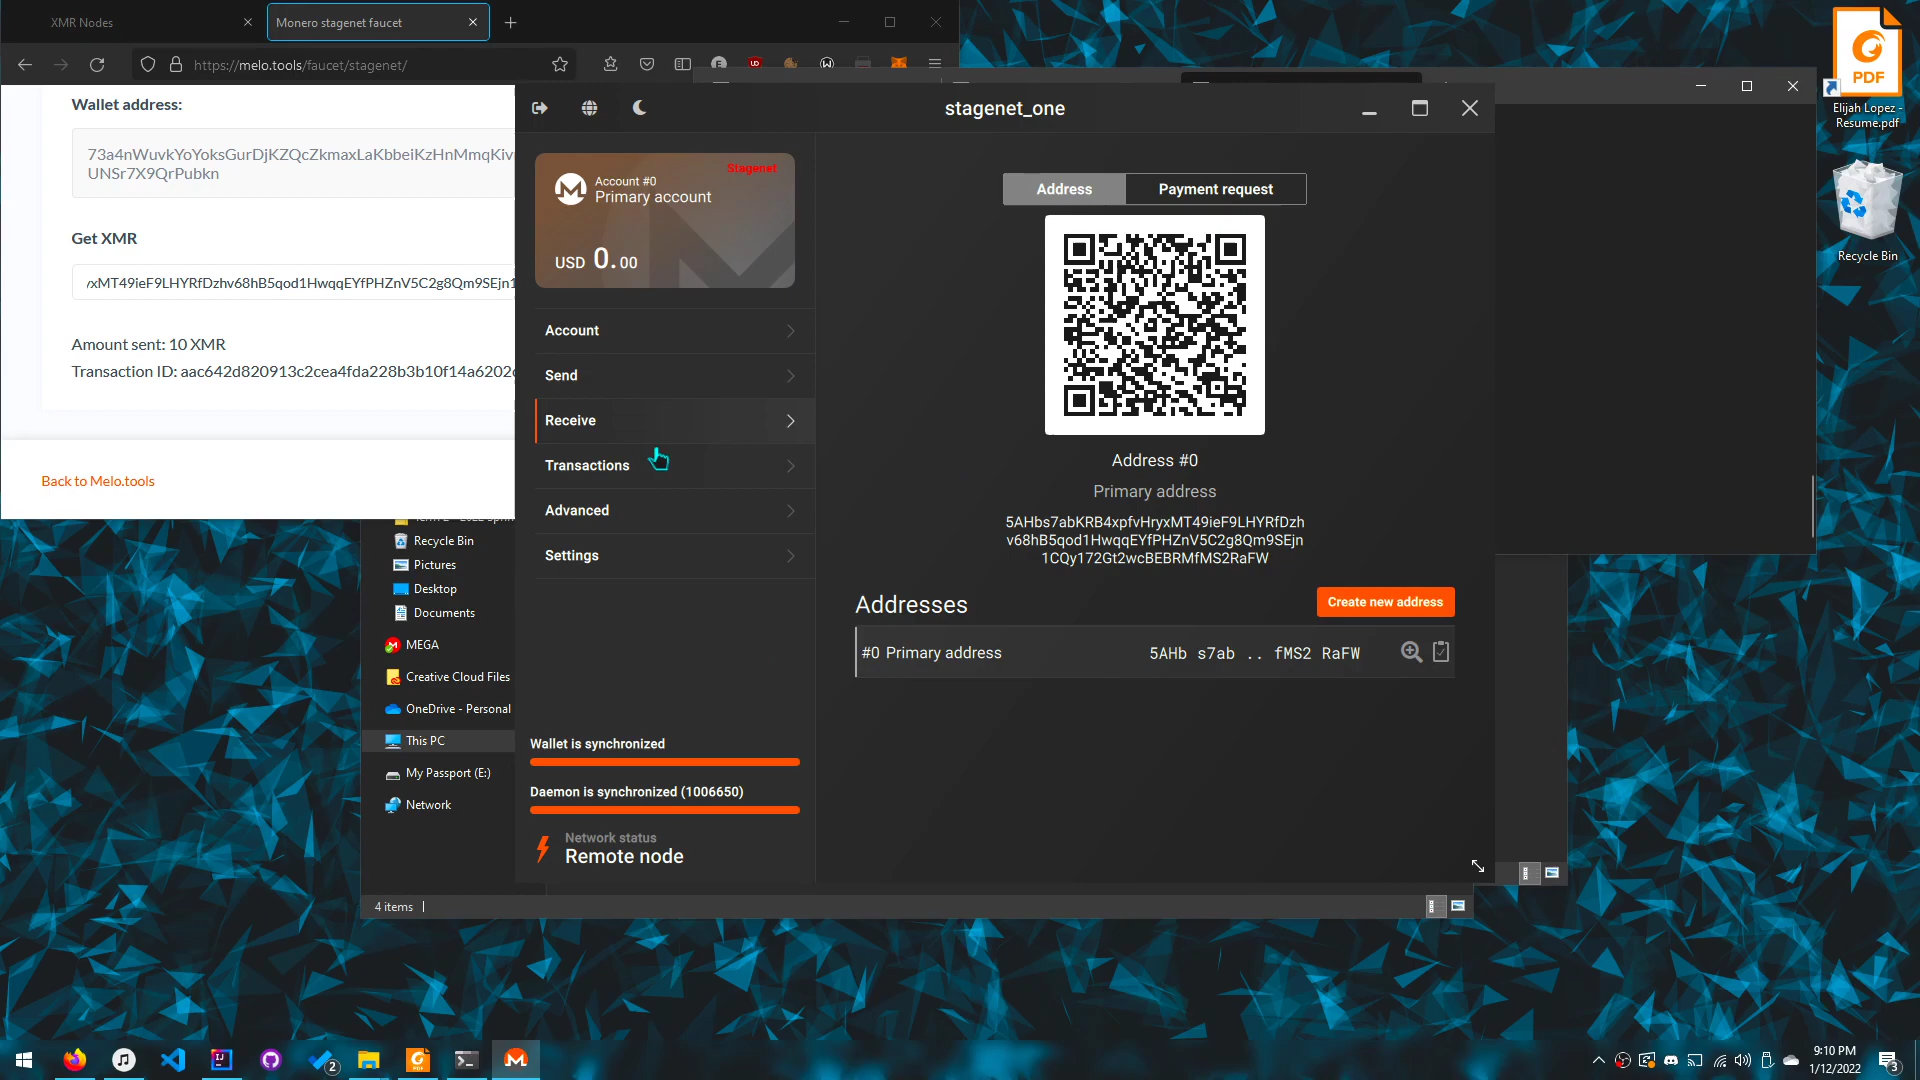 XMR Nodes
Monero stagenet faucet
https://melo.tools/faucet/stagenet/
Wallet address:
73a4nWuvkYoYoksGurDjKZQcZkmaxLaKbbeiKzHnMmqKiv
UNSr7X9QrPubkn
Get XMR
yxMT49ieF9LHYRfDzhv68hB5qod1HwqqEYfPHZnV5C2g8Qm9SEjn1
Amount sent: 10 XMR
Transaction ID: aac642d820913c2cea4fda228b3b10f14a6202
Back to Melo.tools
stagenet_one
Stagenet
Account #0
Primary account
USD 0.00
Account
Send
Receive
Transactions
Advanced
Settings
Wallet is synchronized
Daemon is synchronized (1006650)
Network status
Remote node
Address
Payment request
Address #0
Primary address
5AHbs7abKRB4xpfvHryxMT49ieF9LHYRfDzh
v68hB5qod1HwqqEYfPHZnV5C2g8Qm9SEjn
1CQy172Gt2wcBEBRMfMS2RaFW
Addresses
Create new address
#0 Primary address
5AHb s7ab .. fMS2 RaFW
Recycle Bin
Pictures
Desktop
Documents
MEGA
Creative Cloud Files
OneDrive - Personal
This PC
My Passport (E:)
Network
4 items
PDF
Elijah Lopez -
Resume.pdf
Recycle Bin
2
PDF
9:10 PM
1/12/2022
3